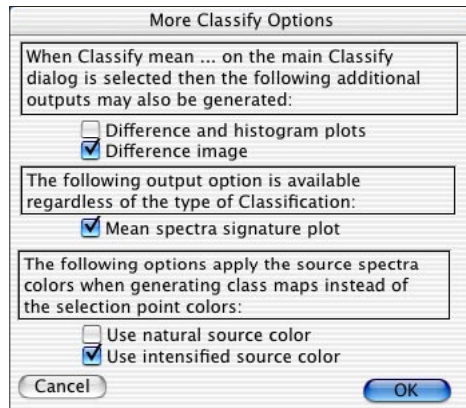 More Classify Options
When Classify mean ... on the main Classify
dialog is selected then the following additional
outputs may also be generated:
Difference and histogram plots
Difference image
The following output option is available
regardless of the type of Classification:
Mean spectra signature plot
The following options apply the source spectra
colors when generating class maps instead of
the selection point colors:
Use natural source color
Use intensified source color
Cancel
OK